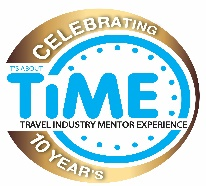 CELEBRATING
IT'S ABOUT
TiME
TRAVEL INDUSTRY MENTOR EXPERIENCE
10 YEAR'S